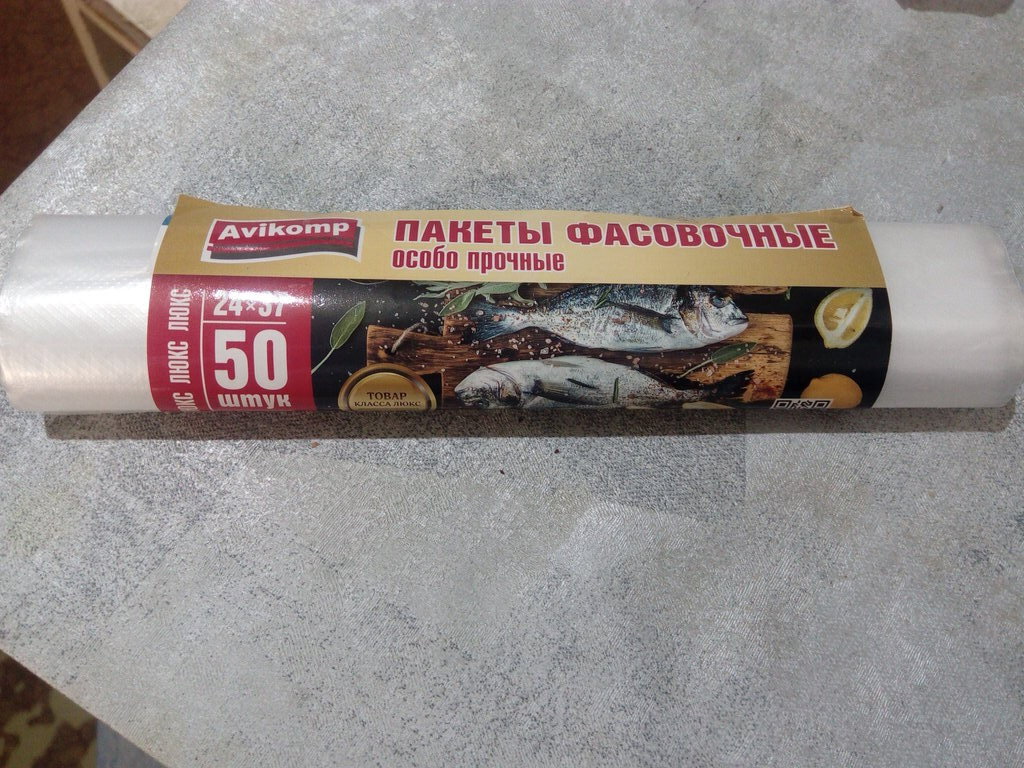 Avikomp
ПАКЕТЫ ФАСОВОЧНЫЕ
особо прочные
ЛЮКС ЛЮКС
24×37
50
штук
ТОВАР
КЛАССА ЛЮКС